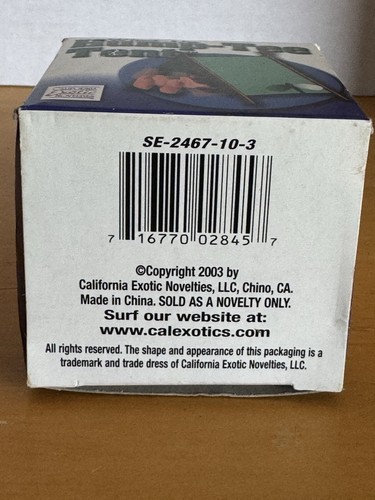 SE-2467-10-3
7 16770 02845 7
©Copyright 2003 by
California Exotic Novelties, LLC, Chino, CA.
Made in China. SOLD AS A NOVELTY ONLY.
Surf our website at:
www.calexotics.com
All rights reserved. The shape and appearance of this packaging is a
trademark and trade dress of California Exotic Novelties, LLC.